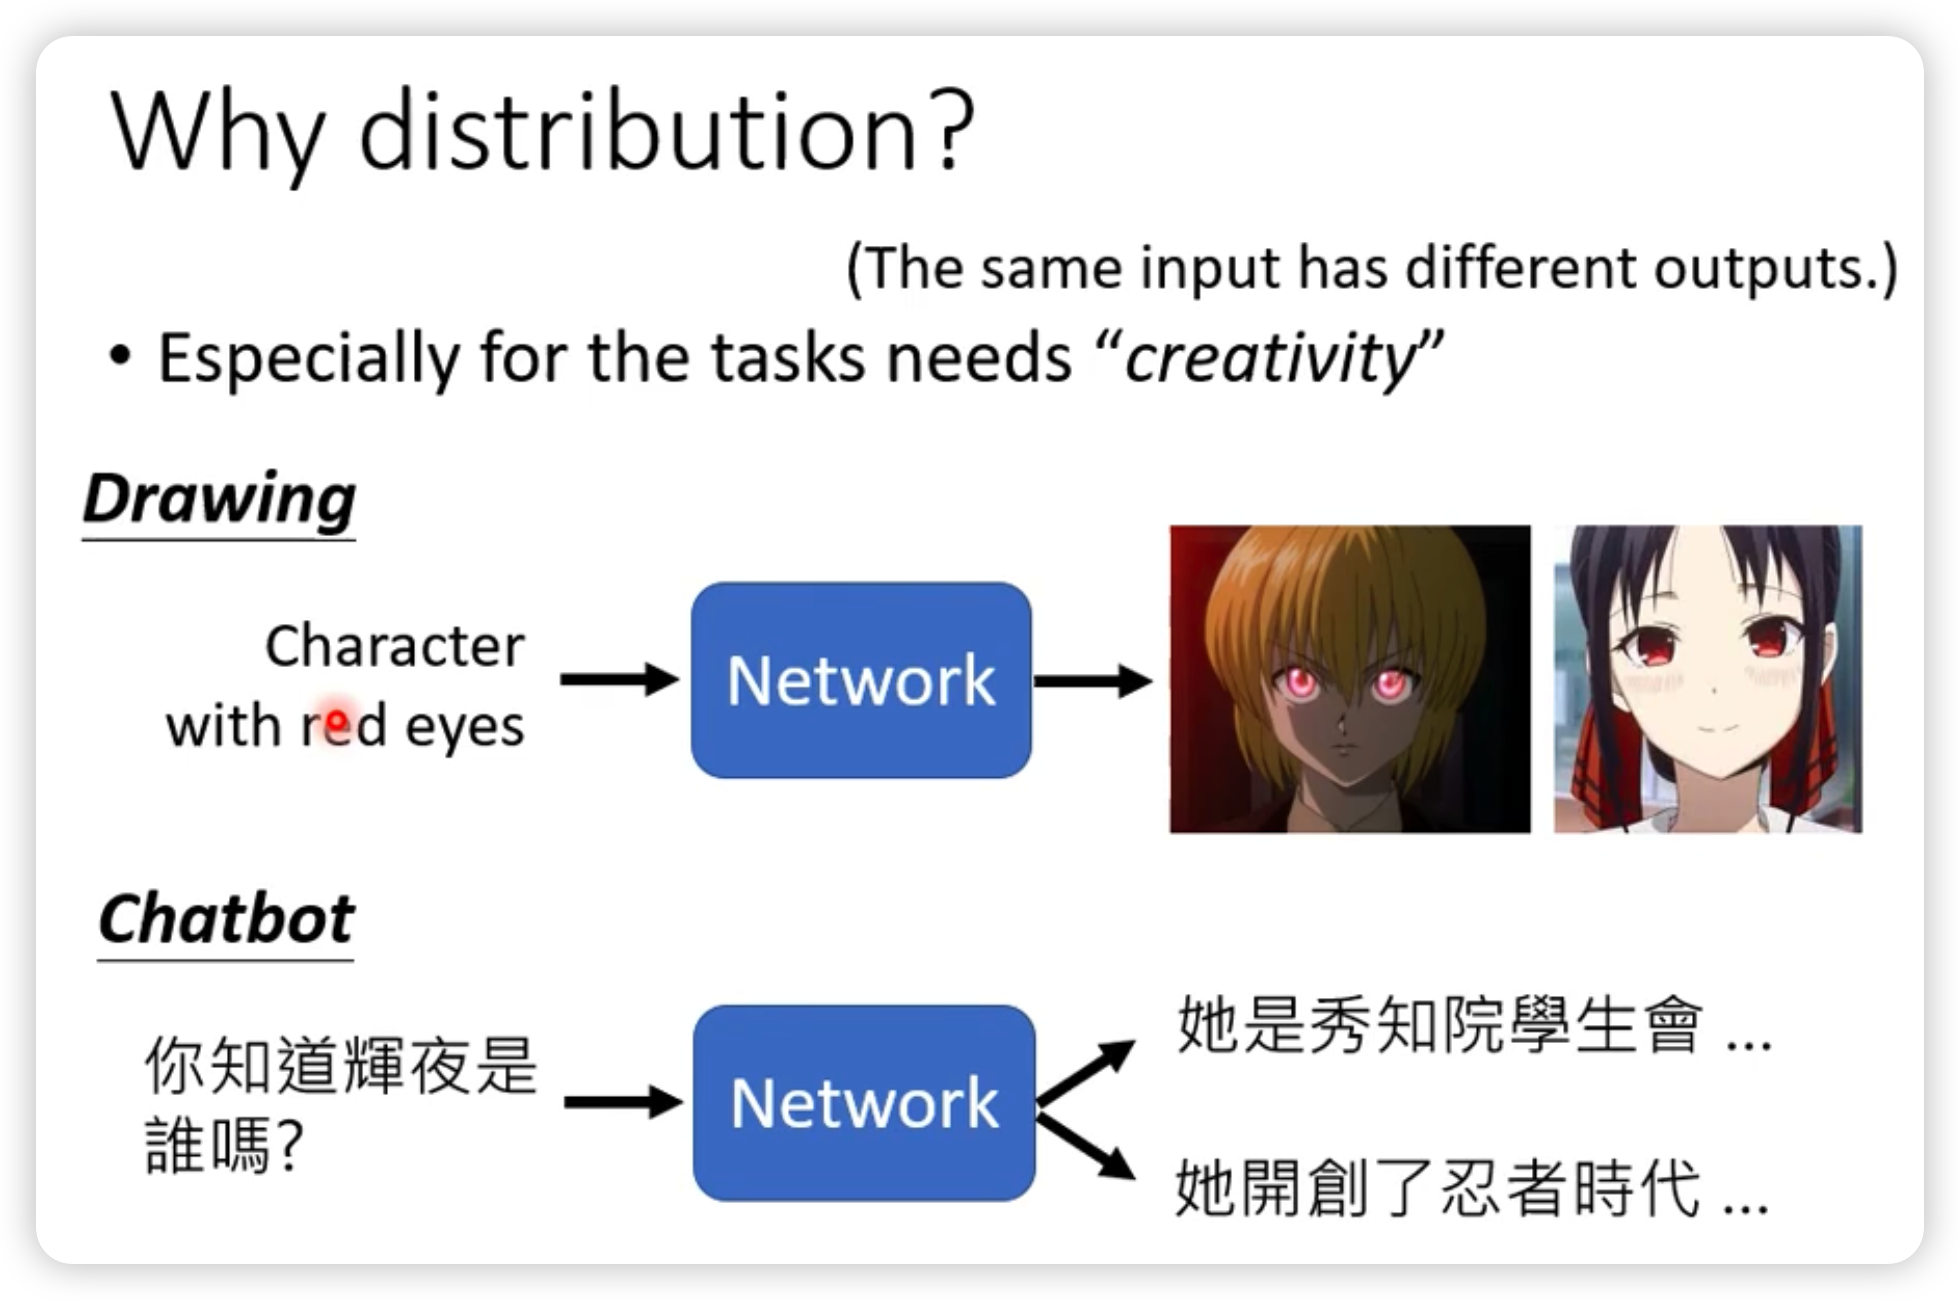 Why distribution?
(The same input has different outputs.)
• Especially for the tasks needs “creativity”
Drawing
Character
with red eyes
Network
Chatbot
你知道輝夜是
誰嗎?
Network
她是秀知院學生會 ...
她開創了忍者時代 ...